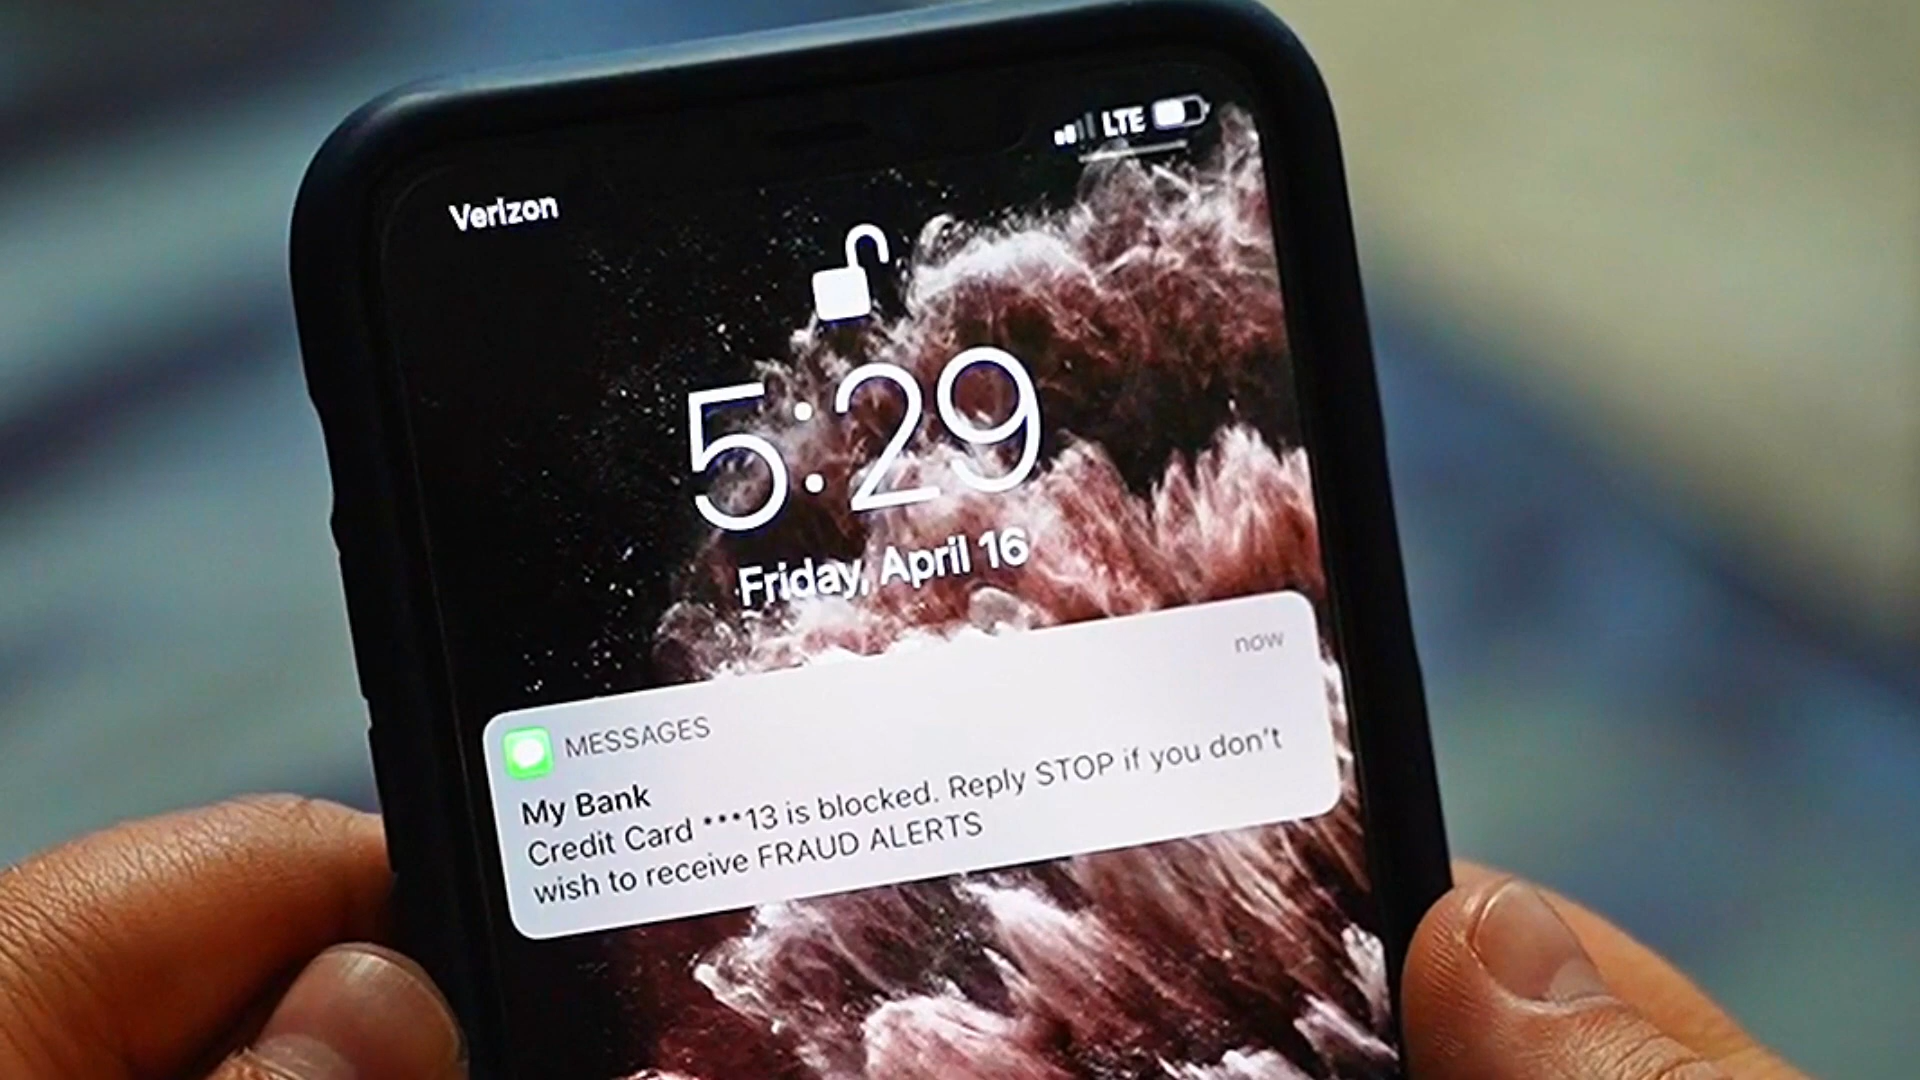 LTE
Verizon
5:29
Friday, April 16
now
MESSAGES
My Bank
Credit Card •••13 is blocked. Reply STOP if you don't
wish to receive FRAUD ALERTS